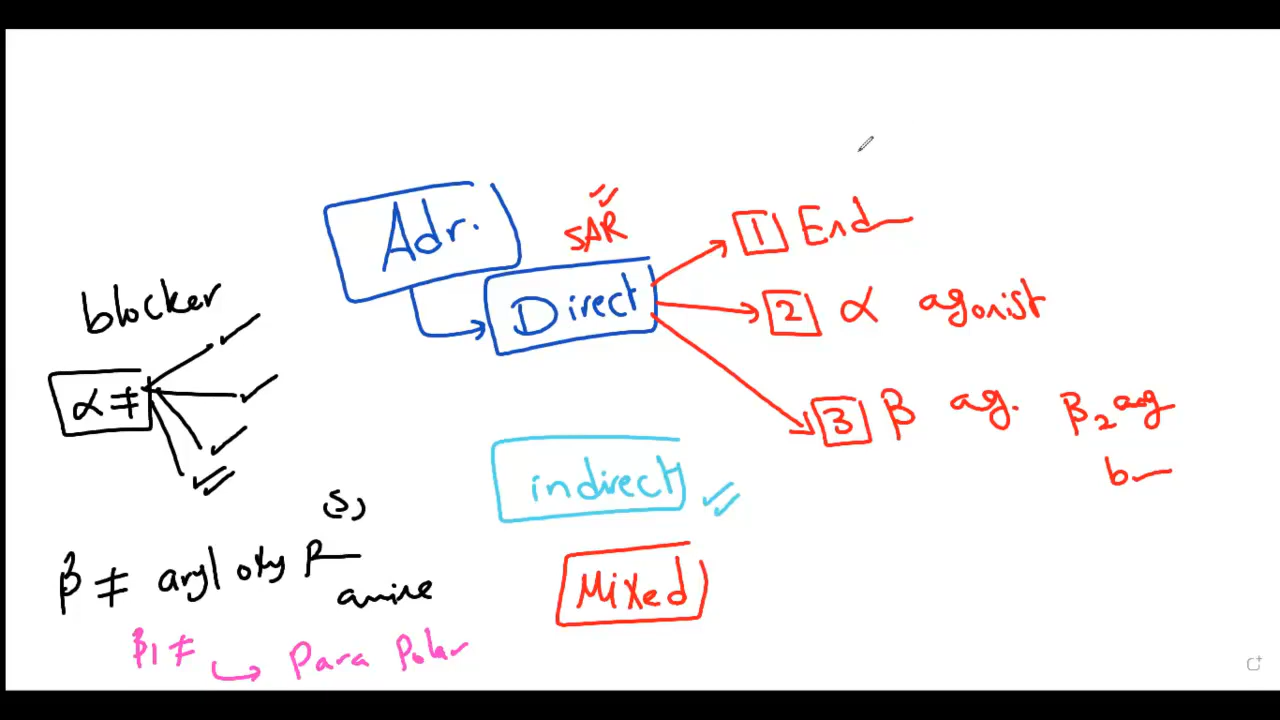 Adr.
SAR
Direct
1 End
2 α agonist
3 β ag. β₂ ag
b
indirect
Mixed
blocker
α ≠
(S)
β ≠ aryl oxy P
amine
β1 ≠ Para Polar